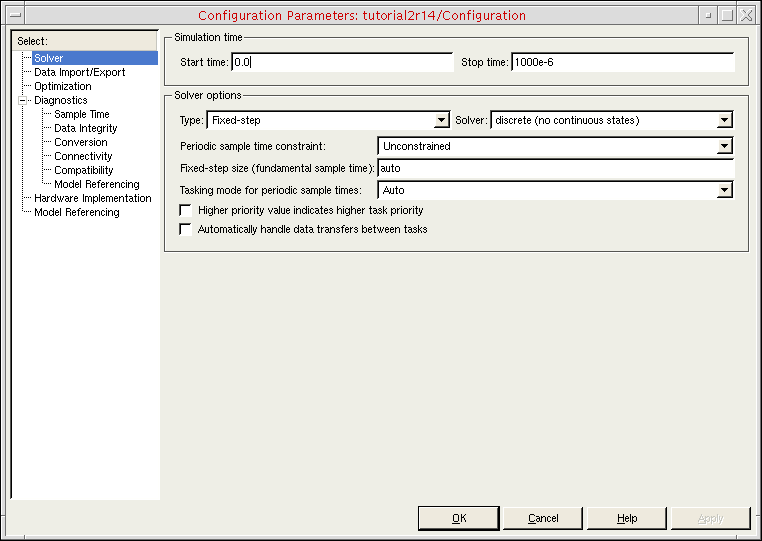 Configuration Parameters: tutorial2r14/Configuration
Select:
Solver
Data Import/Export
Optimization
Diagnostics
Sample Time
Data Integrity
Conversion
Connectivity
Compatibility
Model Referencing
Hardware Implementation
Model Referencing
Simulation time
Start time: 0.0 Stop time: 1000e-6
Solver options
Type: Fixed-step Solver: discrete (no continuous states)
Periodic sample time constraint: Unconstrained
Fixed-step size (fundamental sample time): auto
Tasking mode for periodic sample times: Auto
Higher priority value indicates higher task priority
Automatically handle data transfers between tasks
OK Cancel Help Apply